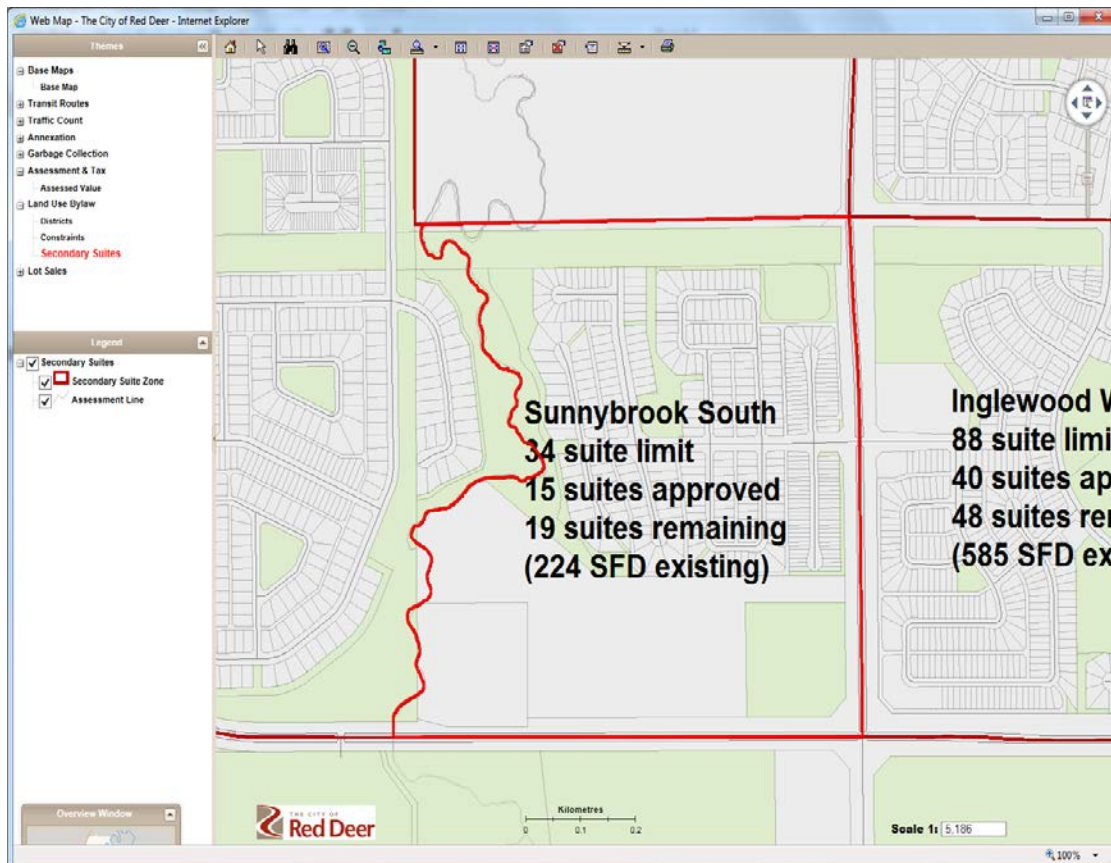 Web Map - The City of Red Deer - Internet Explorer
Themes
Base Maps
Base Map
Transit Routes
Traffic Count
Annexation
Garbage Collection
Assessment & Tax
Assessed Value
Land Use Bylaw
Districts
Constraints
Secondary Suites
Lot Sales
Legend
Secondary Suites
Secondary Suite Zone
Assessment Line
Overview Window
Sunnybrook South
34 suite limit
15 suites approved
19 suites remaining
(224 SFD existing)
Inglewood
88 suite
40 suites
48 suites
(585 SFD
THE CITY OF
Red Deer
Kilometres
0 0.1 0.2
Scale 1: 5,186
100%